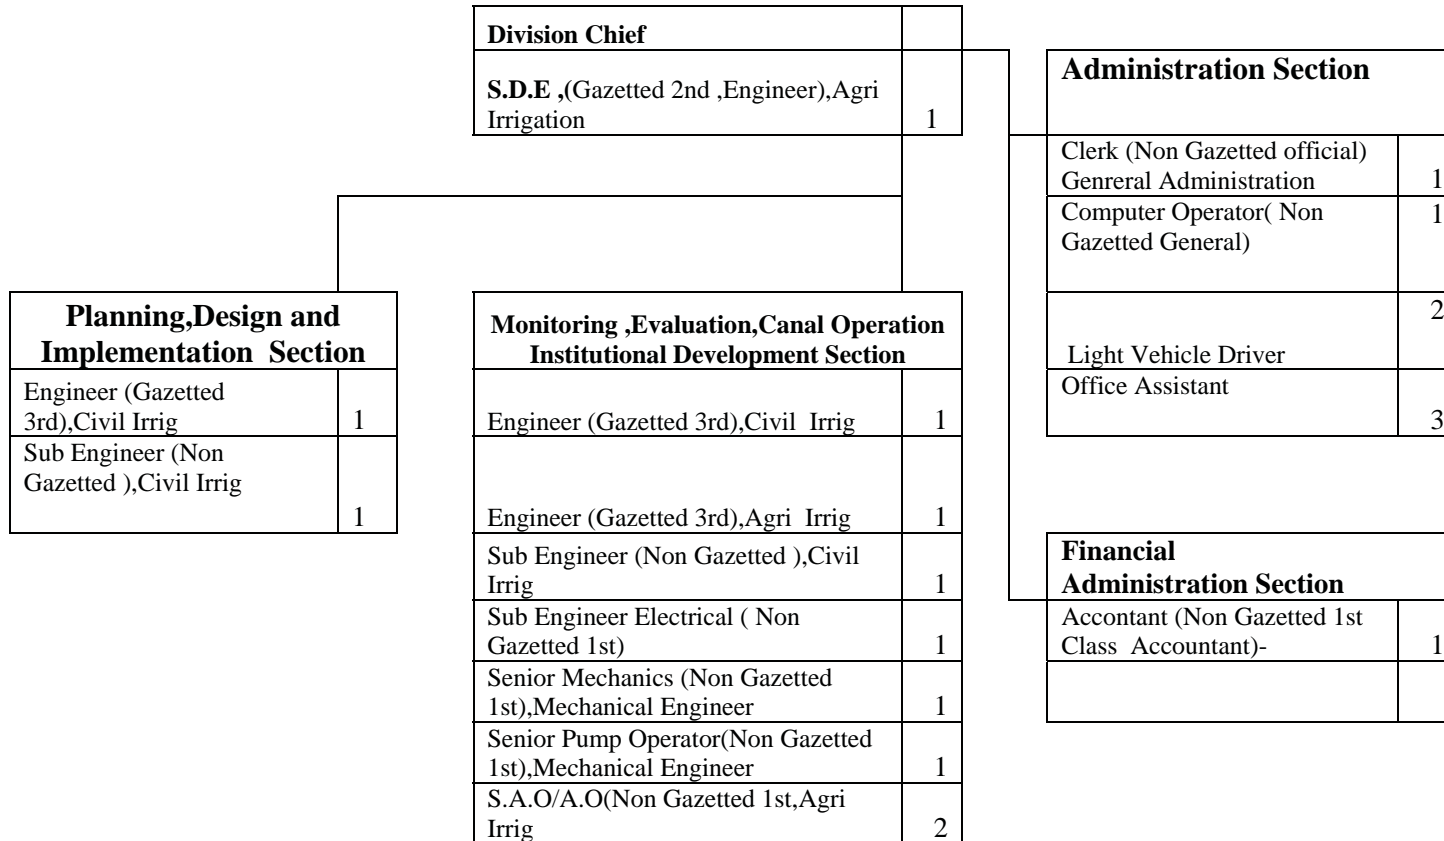 Division Chief
S.D.E ,(Gazetted 2nd ,Engineer),Agri
Irrigation 1
Administration Section
Clerk (Non Gazetted official)
Genreral Administration 1
Computer Operator( Non 1
Gazetted General)
2
Light Vehicle Driver
Office Assistant
3
Planning,Design and
Implementation Section
Engineer (Gazetted
3rd),Civil Irrig 1
Sub Engineer (Non
Gazetted ),Civil Irrig
1
Monitoring ,Evaluation,Canal Operation
Institutional Development Section
Engineer (Gazetted 3rd),Civil Irrig 1
Engineer (Gazetted 3rd),Agri Irrig 1
Sub Engineer (Non Gazetted ),Civil
Irrig 1
Sub Engineer Electrical ( Non
Gazetted 1st) 1
Senior Mechanics (Non Gazetted
1st),Mechanical Engineer 1
Senior Pump Operator(Non Gazetted
1st),Mechanical Engineer 1
S.A.O/A.O(Non Gazetted 1st,Agri
Irrig 2
Financial
Administration Section
Accontant (Non Gazetted 1st
Class Accountant)- 1